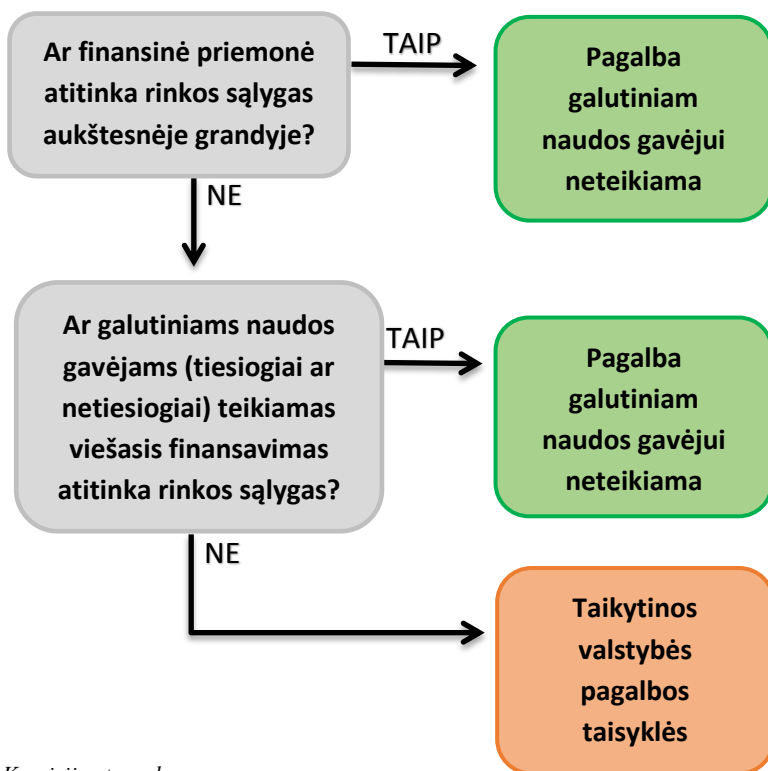 Ar finansinė priemonė
atitinka rinkos sąlygas
aukštesnėje grandyje?
TAIP
Pagalba
galutiniam
naudos gavėjui
neteikiama
NE
Ar galutiniams naudos
gavėjams (tiesiogiai ar
netiesiogiai) teikiamas
viešasis finansavimas
atitinka rinkos sąlygas?
TAIP
Pagalba
galutiniam
naudos gavėjui
neteikiama
NE
Taikytinos
valstybės
pagalbos
taisyklės